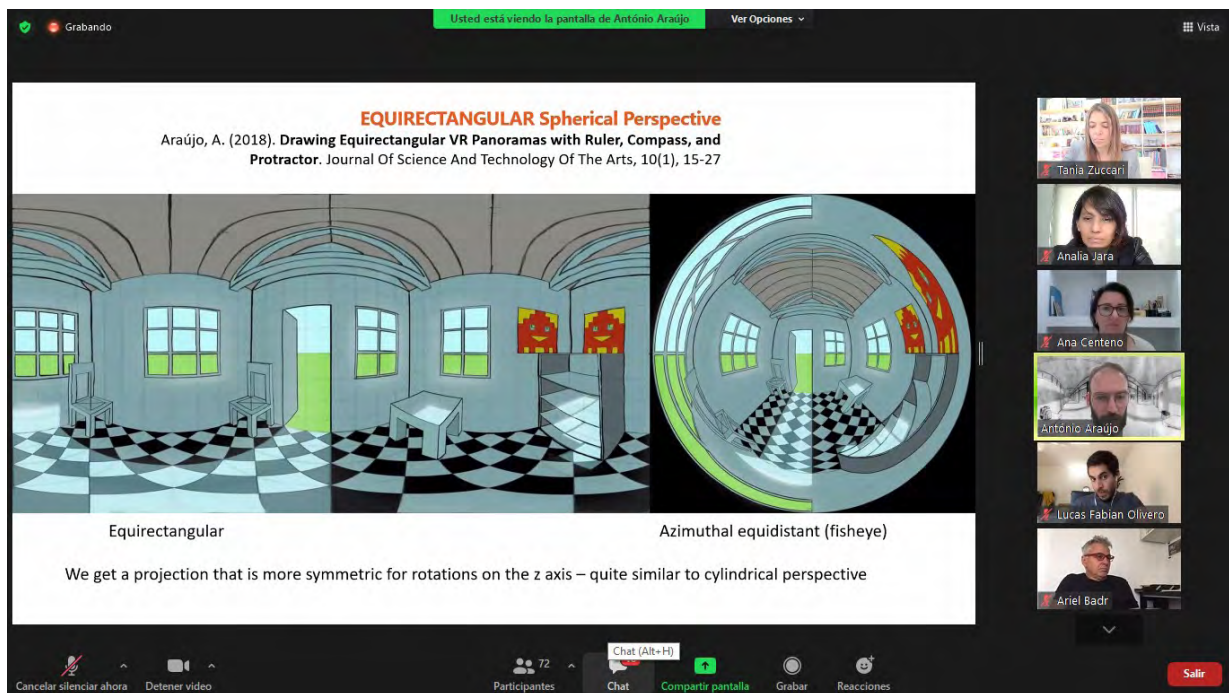 Grabando
Usted está viendo la pantalla de António Araújo
Ver Opciones
Vista
EQUIRECTANGULAR Spherical Perspective
Araújo, A. (2018). Drawing Equirectangular VR Panoramas with Ruler, Compass, and
Protractor. Journal Of Science And Technology Of The Arts, 10(1), 15-27
Equirectangular
Azimuthal equidistant (fisheye)
We get a projection that is more symmetric for rotations on the z axis – quite similar to cylindrical perspective
Tania Zuccari
Analia Jara
Ana Centeno
António Araújo
Lucas Fabian Olivero
Ariel Badr
Chat (Alt+H)
72
Cancelar silenciar ahora
Detener video
Participantes
Chat
Compartir pantalla
Grabar
Reacciones
Salir